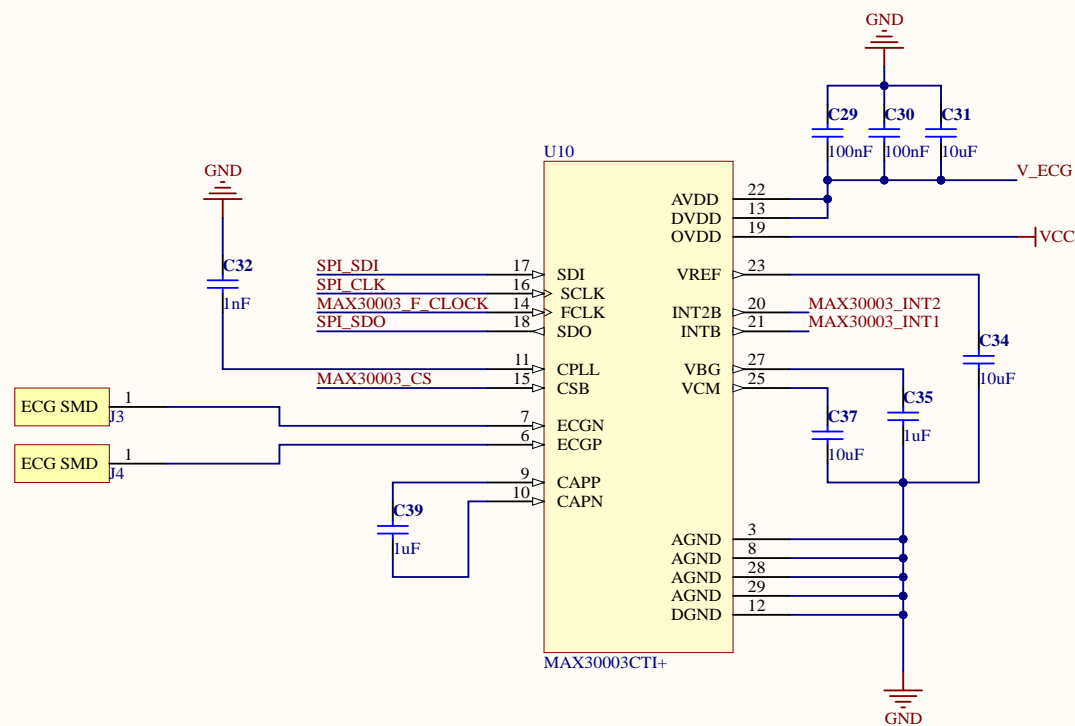 GND
C29
C30
C31
100nF
100nF
10uF
V_ECG
VCC
U10
AVDD 22
DVDD 13
OVDD 19
VREF 23
INT2B 20 MAX30003_INT2
INTB 21 MAX30003_INT1
VBG 27
VCM 25
AGND 3
AGND 8
AGND 28
AGND 29
DGND 12
GND
C32
1nF
SPI_SDI 17 SDI
SPI_CLK 16 SCLK
MAX30003_F_CLOCK 14 FCLK
SPI_SDO 18 SDO
11 CPLL
MAX30003_CS 15 CSB
7 ECGN
6 ECGP
9 CAPP
10 CAPN
ECG SMD 1
J3
ECG SMD 1
J4
C39
1uF
C34
10uF
C35
1uF
C37
10uF
MAX30003CTI+
GND